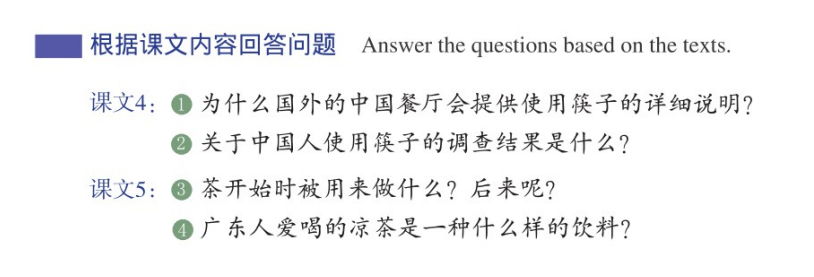 根据课文内容回答问题 Answer the questions based on the texts.
课文4：❶ 为什么国外的中国餐厅会提供使用筷子的详细说明？
❷ 关于中国人使用筷子的调查结果是什么？
课文5：❸ 茶开始时被用来做什么？后来呢？
❹ 广东人爱喝的凉茶是一种什么样的饮料？